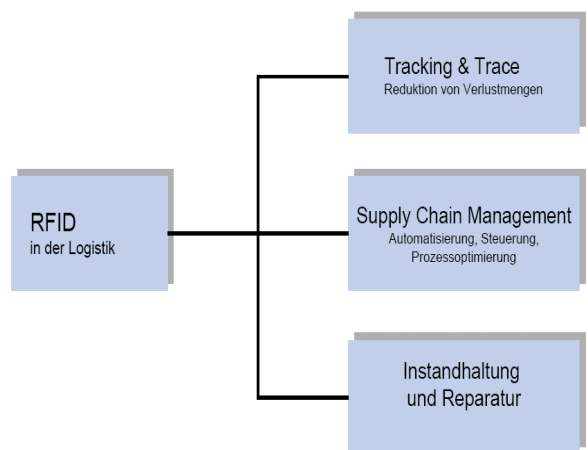 RFID
in der Logistik
Tracking & Trace
Reduktion von Verlustmengen
Supply Chain Management
Automatisierung, Steuerung,
Prozessoptimierung
Instandhaltung
und Reparatur